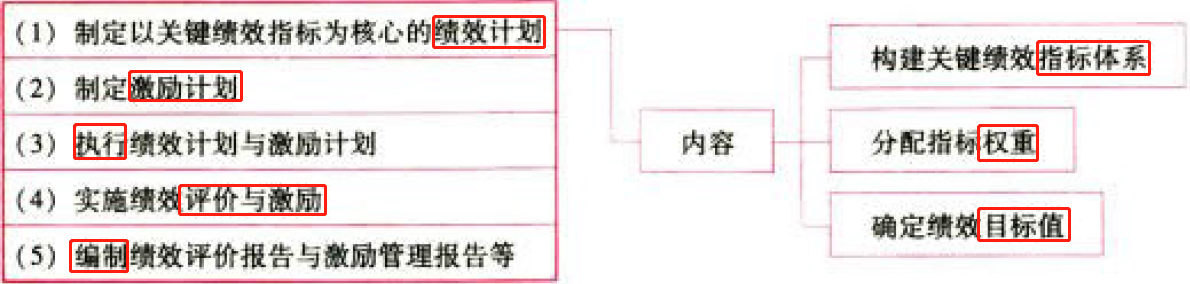 (1) 制定以关键绩效指标为核心的绩效计划
(2) 制定激励计划
(3) 执行绩效计划与激励计划
(4) 实施绩效评价与激励
(5) 编制绩效评价报告与激励管理报告等
内容
构建关键绩效指标体系
分配指标权重
确定绩效目标值